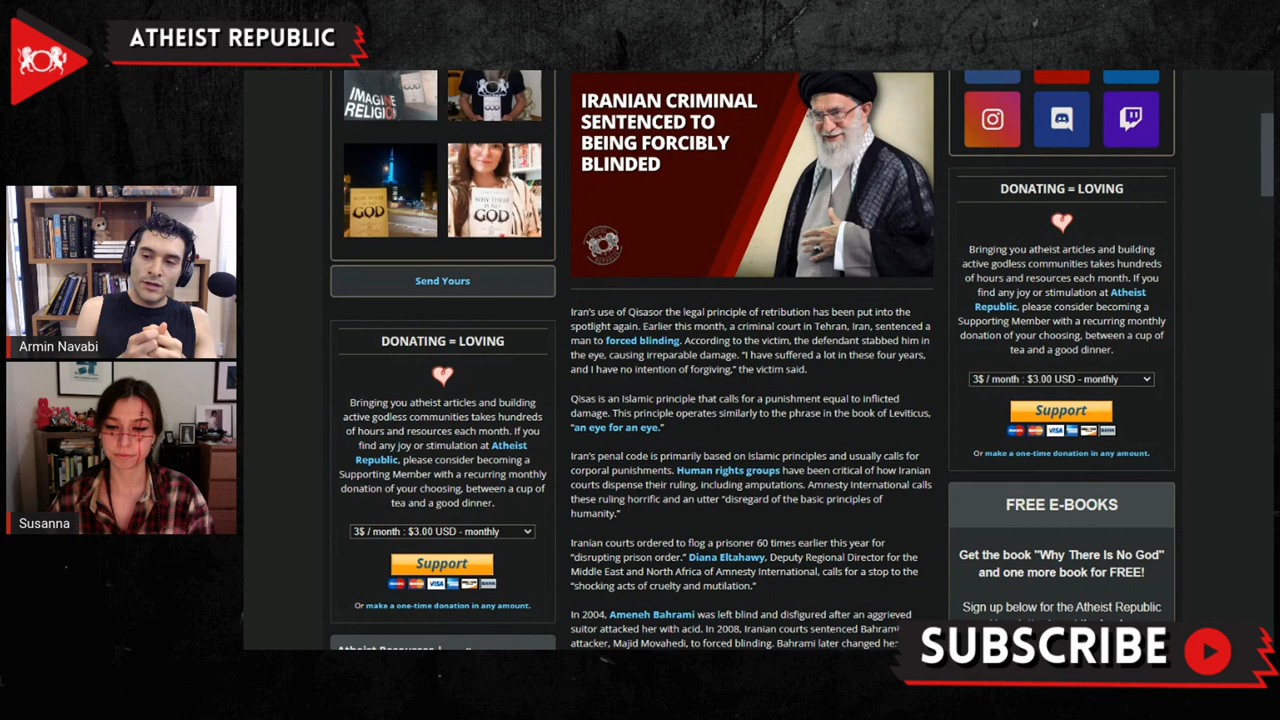 ATHEIST REPUBLIC
Armin Navabi
Susanna
IMAGINE
RELIGION
GOD
WHY THERE
IS NO
GOD
Send Yours
DONATING = LOVING
Bringing you atheist articles and building
active godless communities takes hundreds
of hours and resources each month. If you
find any joy or stimulation at Atheist
Republic, please consider becoming a
Supporting Member with a recurring monthly
donation of your choosing, between a cup of
tea and a good dinner.
3$ / month : $3.00 USD - monthly
Support
VISA
BANK
Or make a one-time donation in any amount.
IRANIAN CRIMINAL
SENTENCED TO
BEING FORCIBLY
BLINDED
Iran's use of Qisasor the legal principle of retribution has been put into the
spotlight again. Earlier this month, a criminal court in Tehran, Iran, sentenced a
man to forced blinding. According to the victim, the defendant stabbed him in
the eye, causing irreparable damage. "I have suffered a lot in these four years,
and I have no intention of forgiving," the victim said.
Qisas is an Islamic principle that calls for a punishment equal to inflicted
damage. This principle operates similarly to the phrase in the book of Leviticus,
"an eye for an eye."
Iran's penal code is primarily based on Islamic principles and usually calls for
corporal punishments. Human rights groups have been critical of how Iranian
courts dispense their ruling, including amputations. Amnesty International calls
these ruling horrific and an utter "disregard of the basic principles of
humanity."
Iranian courts ordered to flog a prisoner 60 times earlier this year for
"disrupting prison order." Diana Eltahawy, Deputy Regional Director for the
Middle East and North Africa of Amnesty International, calls for a stop to the
"shocking acts of cruelty and mutilation."
In 2004, Ameneh Bahrami was left blind and disfigured after an aggrieved
suitor attacked her with acid. In 2008, Iranian courts sentenced Bahrami
attacker, Majid Movahedi, to forced blinding. Bahrami later changed
DONATING = LOVING
Bringing you atheist articles and building
active godless communities takes hundreds
of hours and resources each month. If you
find any joy or stimulation at Atheist
Republic, please consider becoming a
Supporting Member with a recurring monthly
donation of your choosing, between a cup of
tea and a good dinner.
3$ / month : $3.00 USD - monthly
Support
VISA
BANK
Or make a one-time donation in any amount.
FREE E-BOOKS
Get the book "Why There Is No God"
and one more book for FREE!
Sign up below for the Atheist Republic
SUBSCRIBE